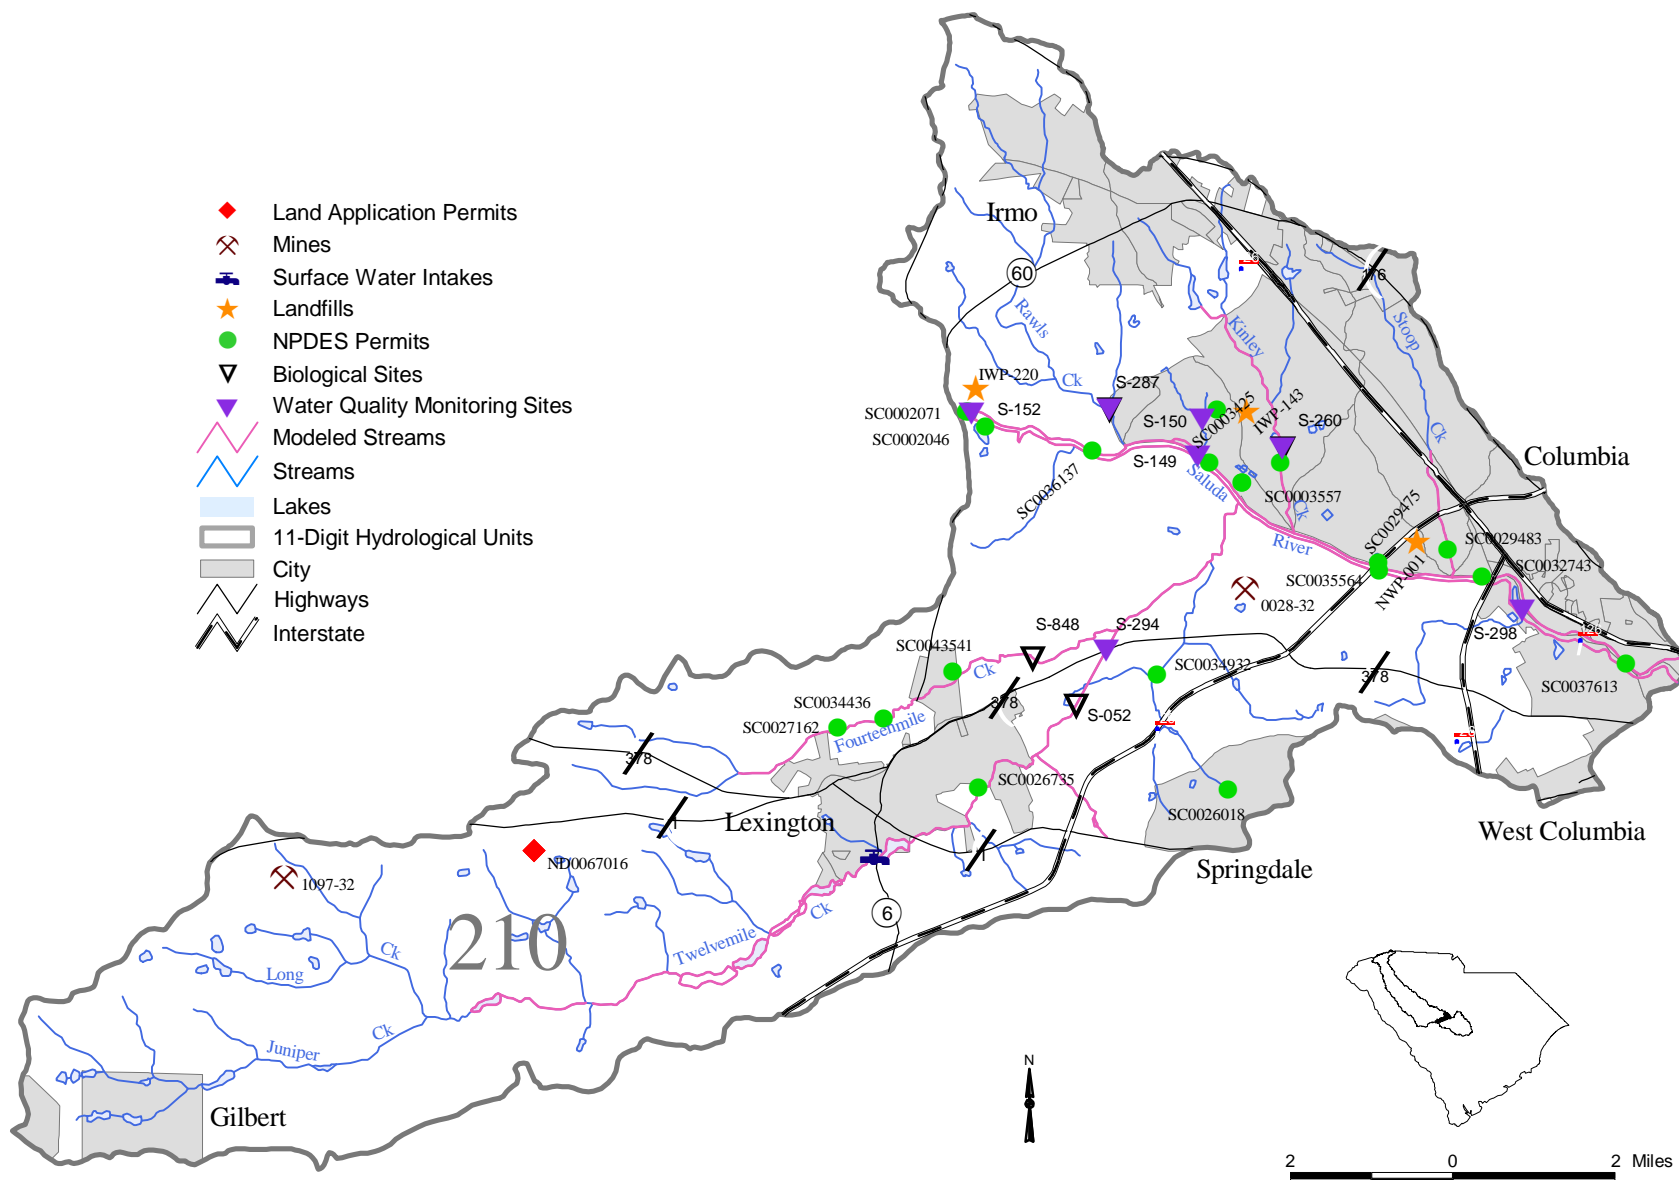 Land Application Permits
Mines
Surface Water Intakes
Landfills
NPDES Permits
Biological Sites
Water Quality Monitoring Sites
Modeled Streams
Streams
Lakes
11-Digit Hydrological Units
City
Highways
Interstate
Irmo
60
176
Rawls
Ck
Kinley
Ck
Stoop
Ck
IWP-220
S-287
SC0002071
S-152
SC0002046
S-150
SC0003425
IWP-143
S-260
S-149
SC0036137
Saluda
River
SC0003557
Columbia
SC0029475
SC0029483
SC0032743
SC0035564
NWP-001
0028-32
S-298
126
S-848
S-294
SC0043541
Ck
SC0034932
378
378
SC0037613
SC0034436
SC0027162
Fourteenmile
S-052
378
SC0026735
SC0026018
Lexington
1
1
West Columbia
Springdale
ND0067016
1097-32
6
210
Twelvemile
Ck
Long
Ck
Juniper
Ck
Gilbert
N
2 0 2 Miles